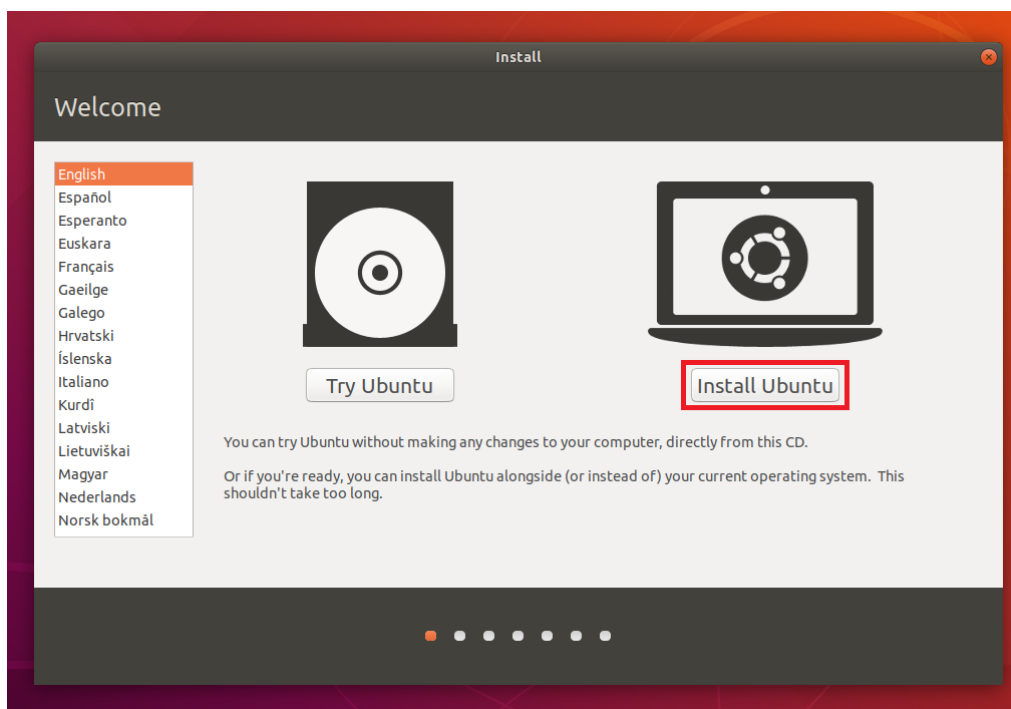 Install
Welcome
English
Español
Esperanto
Euskara
Français
Gaeilge
Galego
Hrvatski
Íslenska
Italiano
Kurdî
Latviski
Lietuviškai
Magyar
Nederlands
Norsk bokmål
Try Ubuntu
Install Ubuntu
You can try Ubuntu without making any changes to your computer, directly from this CD.
Or if you're ready, you can install Ubuntu alongside (or instead of) your current operating system. This
shouldn't take too long.